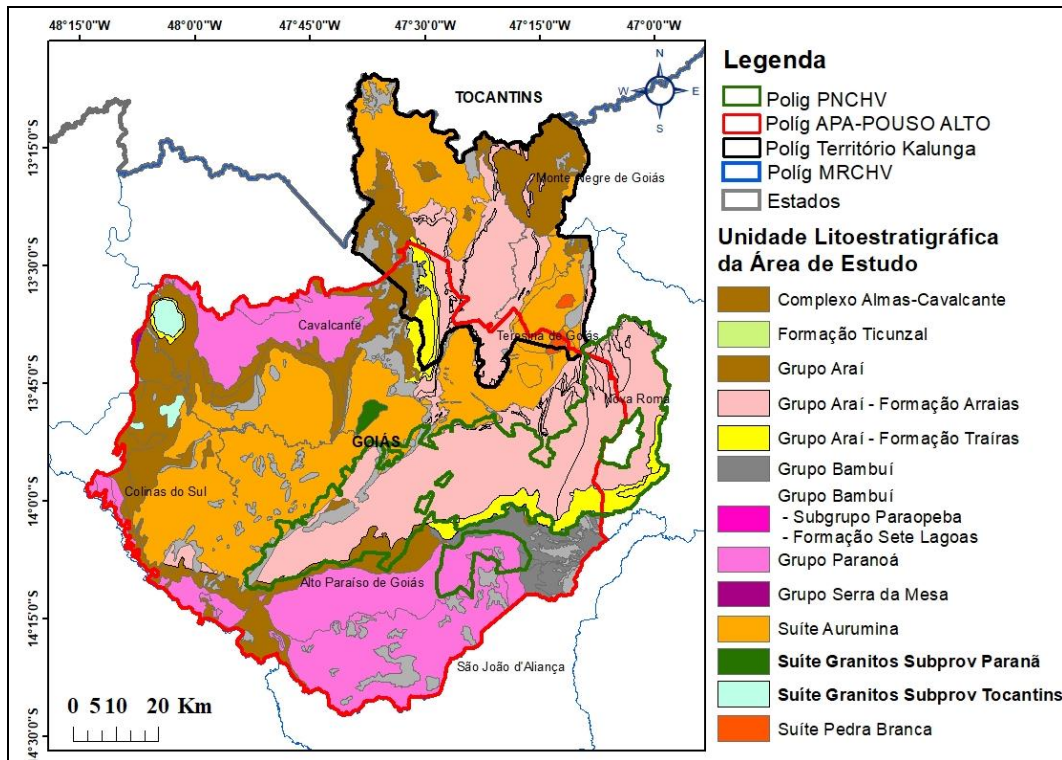 48°15'0"W 48°0'0"W 47°45'0"W 47°30'0"W 47°15'0"W 47°0'0"W
13°15'0"S
13°30'0"S
13°45'0"S
14°0'0"S
14°15'0"S
14°30'0"S
TOCANTINS
Monte Negre de Goiás
Cavalcante
Teresina de Goiás
Nova Roma
GOIÁS
Colinas do Sul
Alto Paraíso de Goiás
São João d'Aliança
0 5 10 20 Km
N
W E
S
Legenda
Polig PNCHV
Políg APA-POUSO ALTO
Políg Território Kalunga
Políg MRCHV
Estados
Unidade Litoestratigráfica
da Área de Estudo
Complexo Almas-Cavalcante
Formação Ticunzal
Grupo Araí
Grupo Araí - Formação Arraias
Grupo Araí - Formação Traíras
Grupo Bambuí
Grupo Bambuí
- Subgrupo Paraopeba
- Formação Sete Lagoas
Grupo Paranoá
Grupo Serra da Mesa
Suíte Aurumina
Suíte Granitos Subprov Paranã
Suíte Granitos Subprov Tocantins
Suíte Pedra Branca